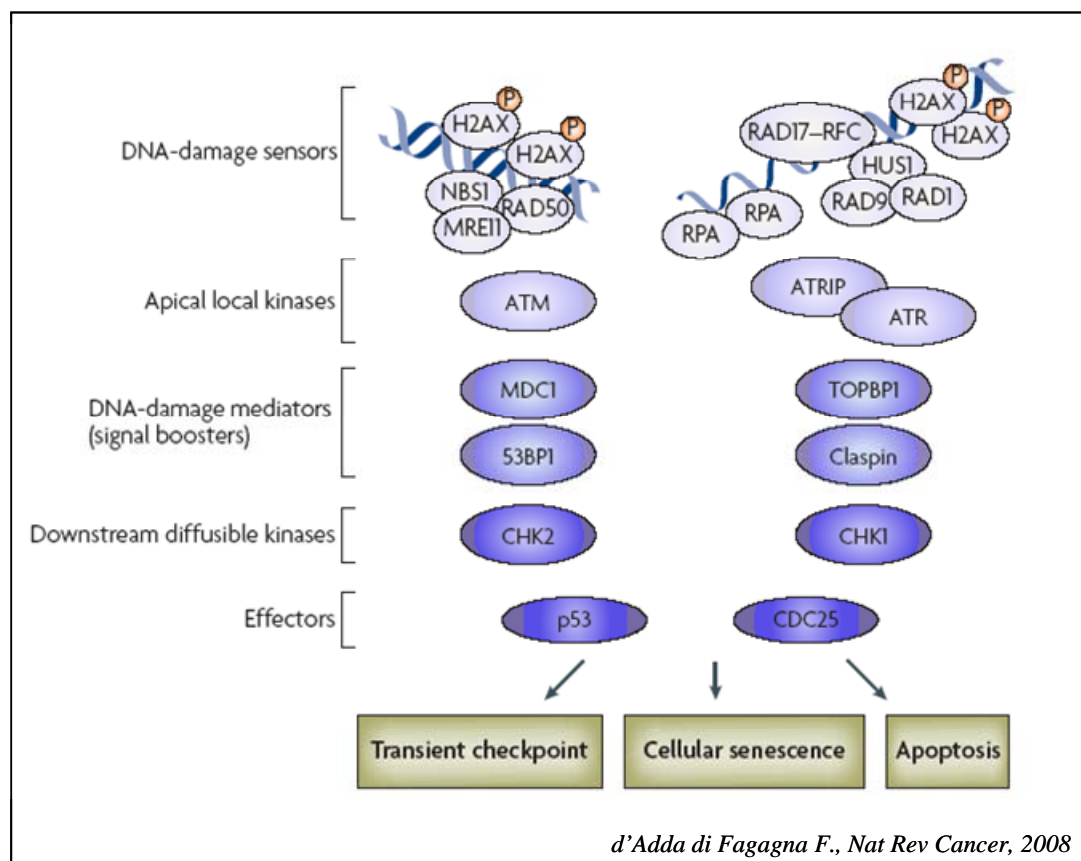 P
H2AX
P
H2AX
NBS1
RAD50
MRE11
P
H2AX
P
H2AX
RAD17–RFC
HUS1
RAD9
RAD1
RPA
RPA
DNA-damage sensors
Apical local kinases
ATM
ATRIP
ATR
DNA-damage mediators
(signal boosters)
MDC1
TOPBP1
53BP1
Claspin
Downstream diffusible kinases
CHK2
CHK1
Effectors
p53
CDC25
Transient checkpoint
Cellular senescence
Apoptosis
d’Adda di Fagagna F., Nat Rev Cancer, 2008